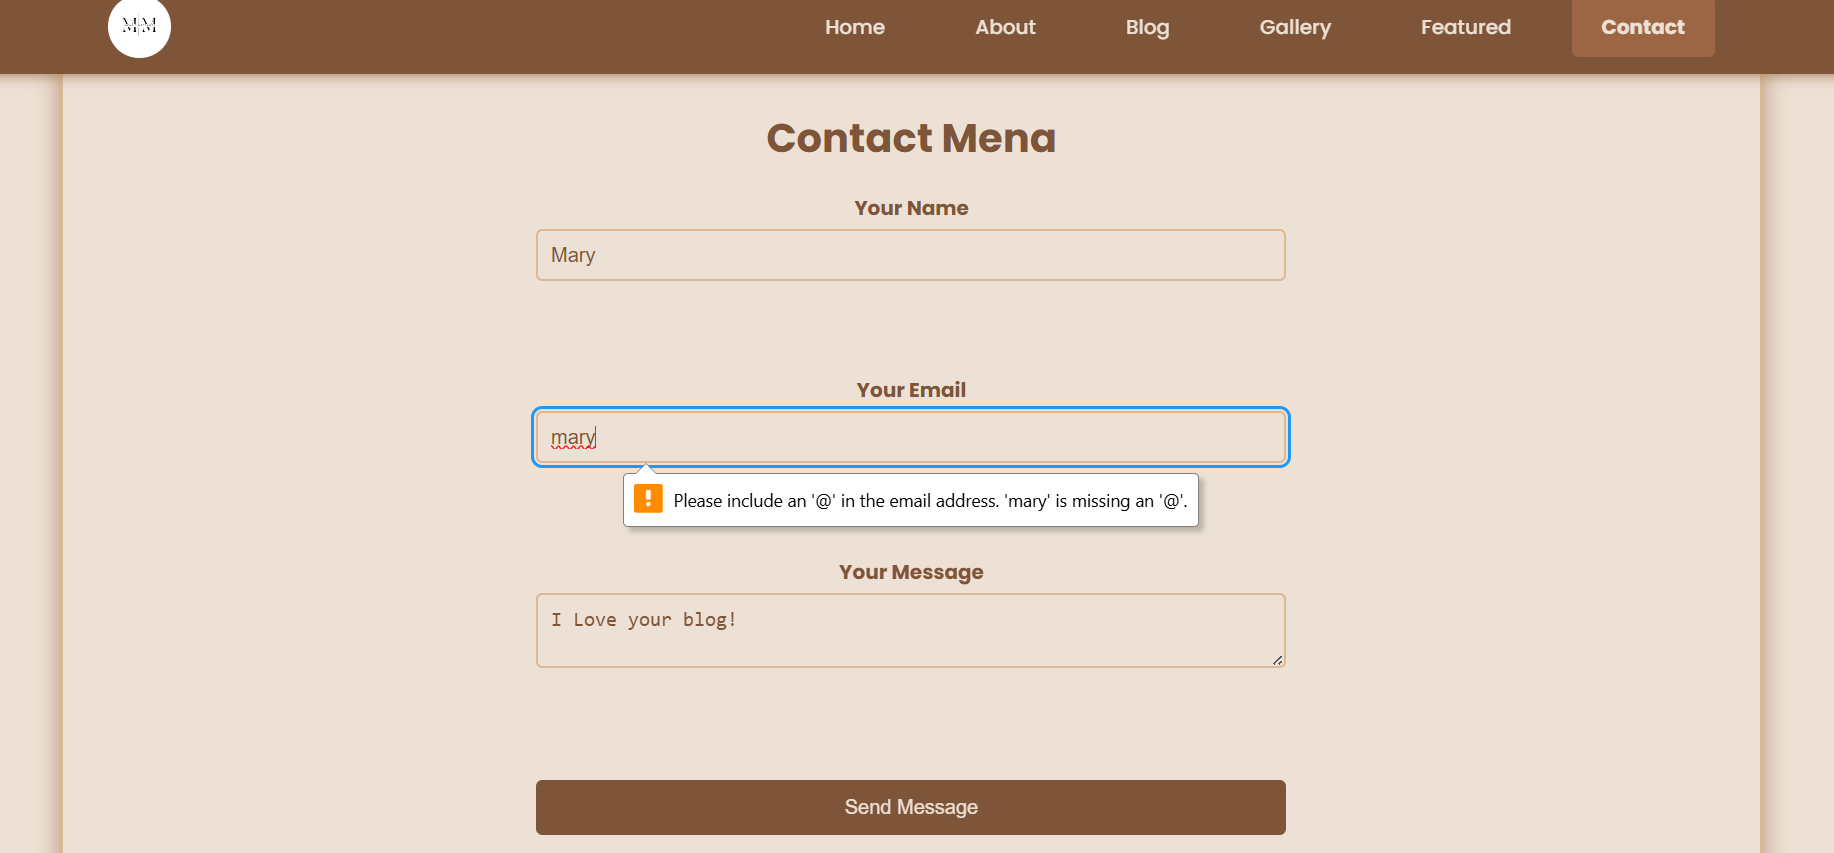 M M
Home About Blog Gallery Featured Contact
Contact Mena
Your Name
Mary
Your Email
mary
Please include an '@' in the email address. 'mary' is missing an '@'.
Your Message
I Love your blog!
Send Message